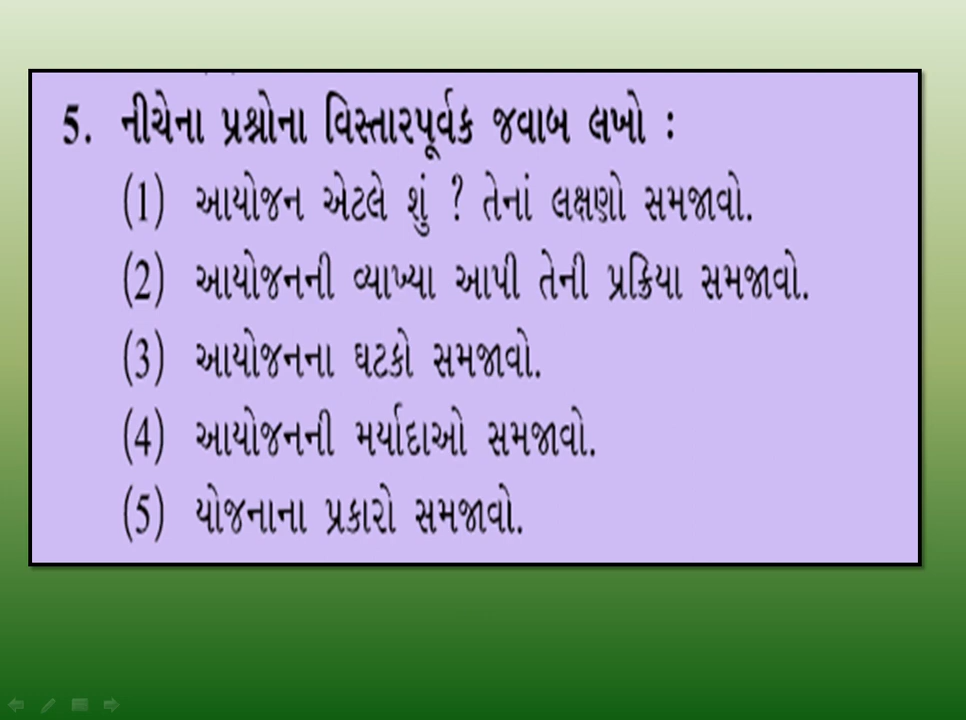 5. નીચેના પ્રશ્નોના વિસ્તારપૂર્વક જવાબ લખો :
(1) આયોજન એટલે શું ? તેનાં લક્ષણો સમજાવો.
(2) આયોજનની વ્યાખ્યા આપી તેની પ્રક્રિયા સમજાવો.
(3) આયોજનના ઘટકો સમજાવો.
(4) આયોજનની મર્યાદાઓ સમજાવો.
(5) યોજનાના પ્રકારો સમજાવો.